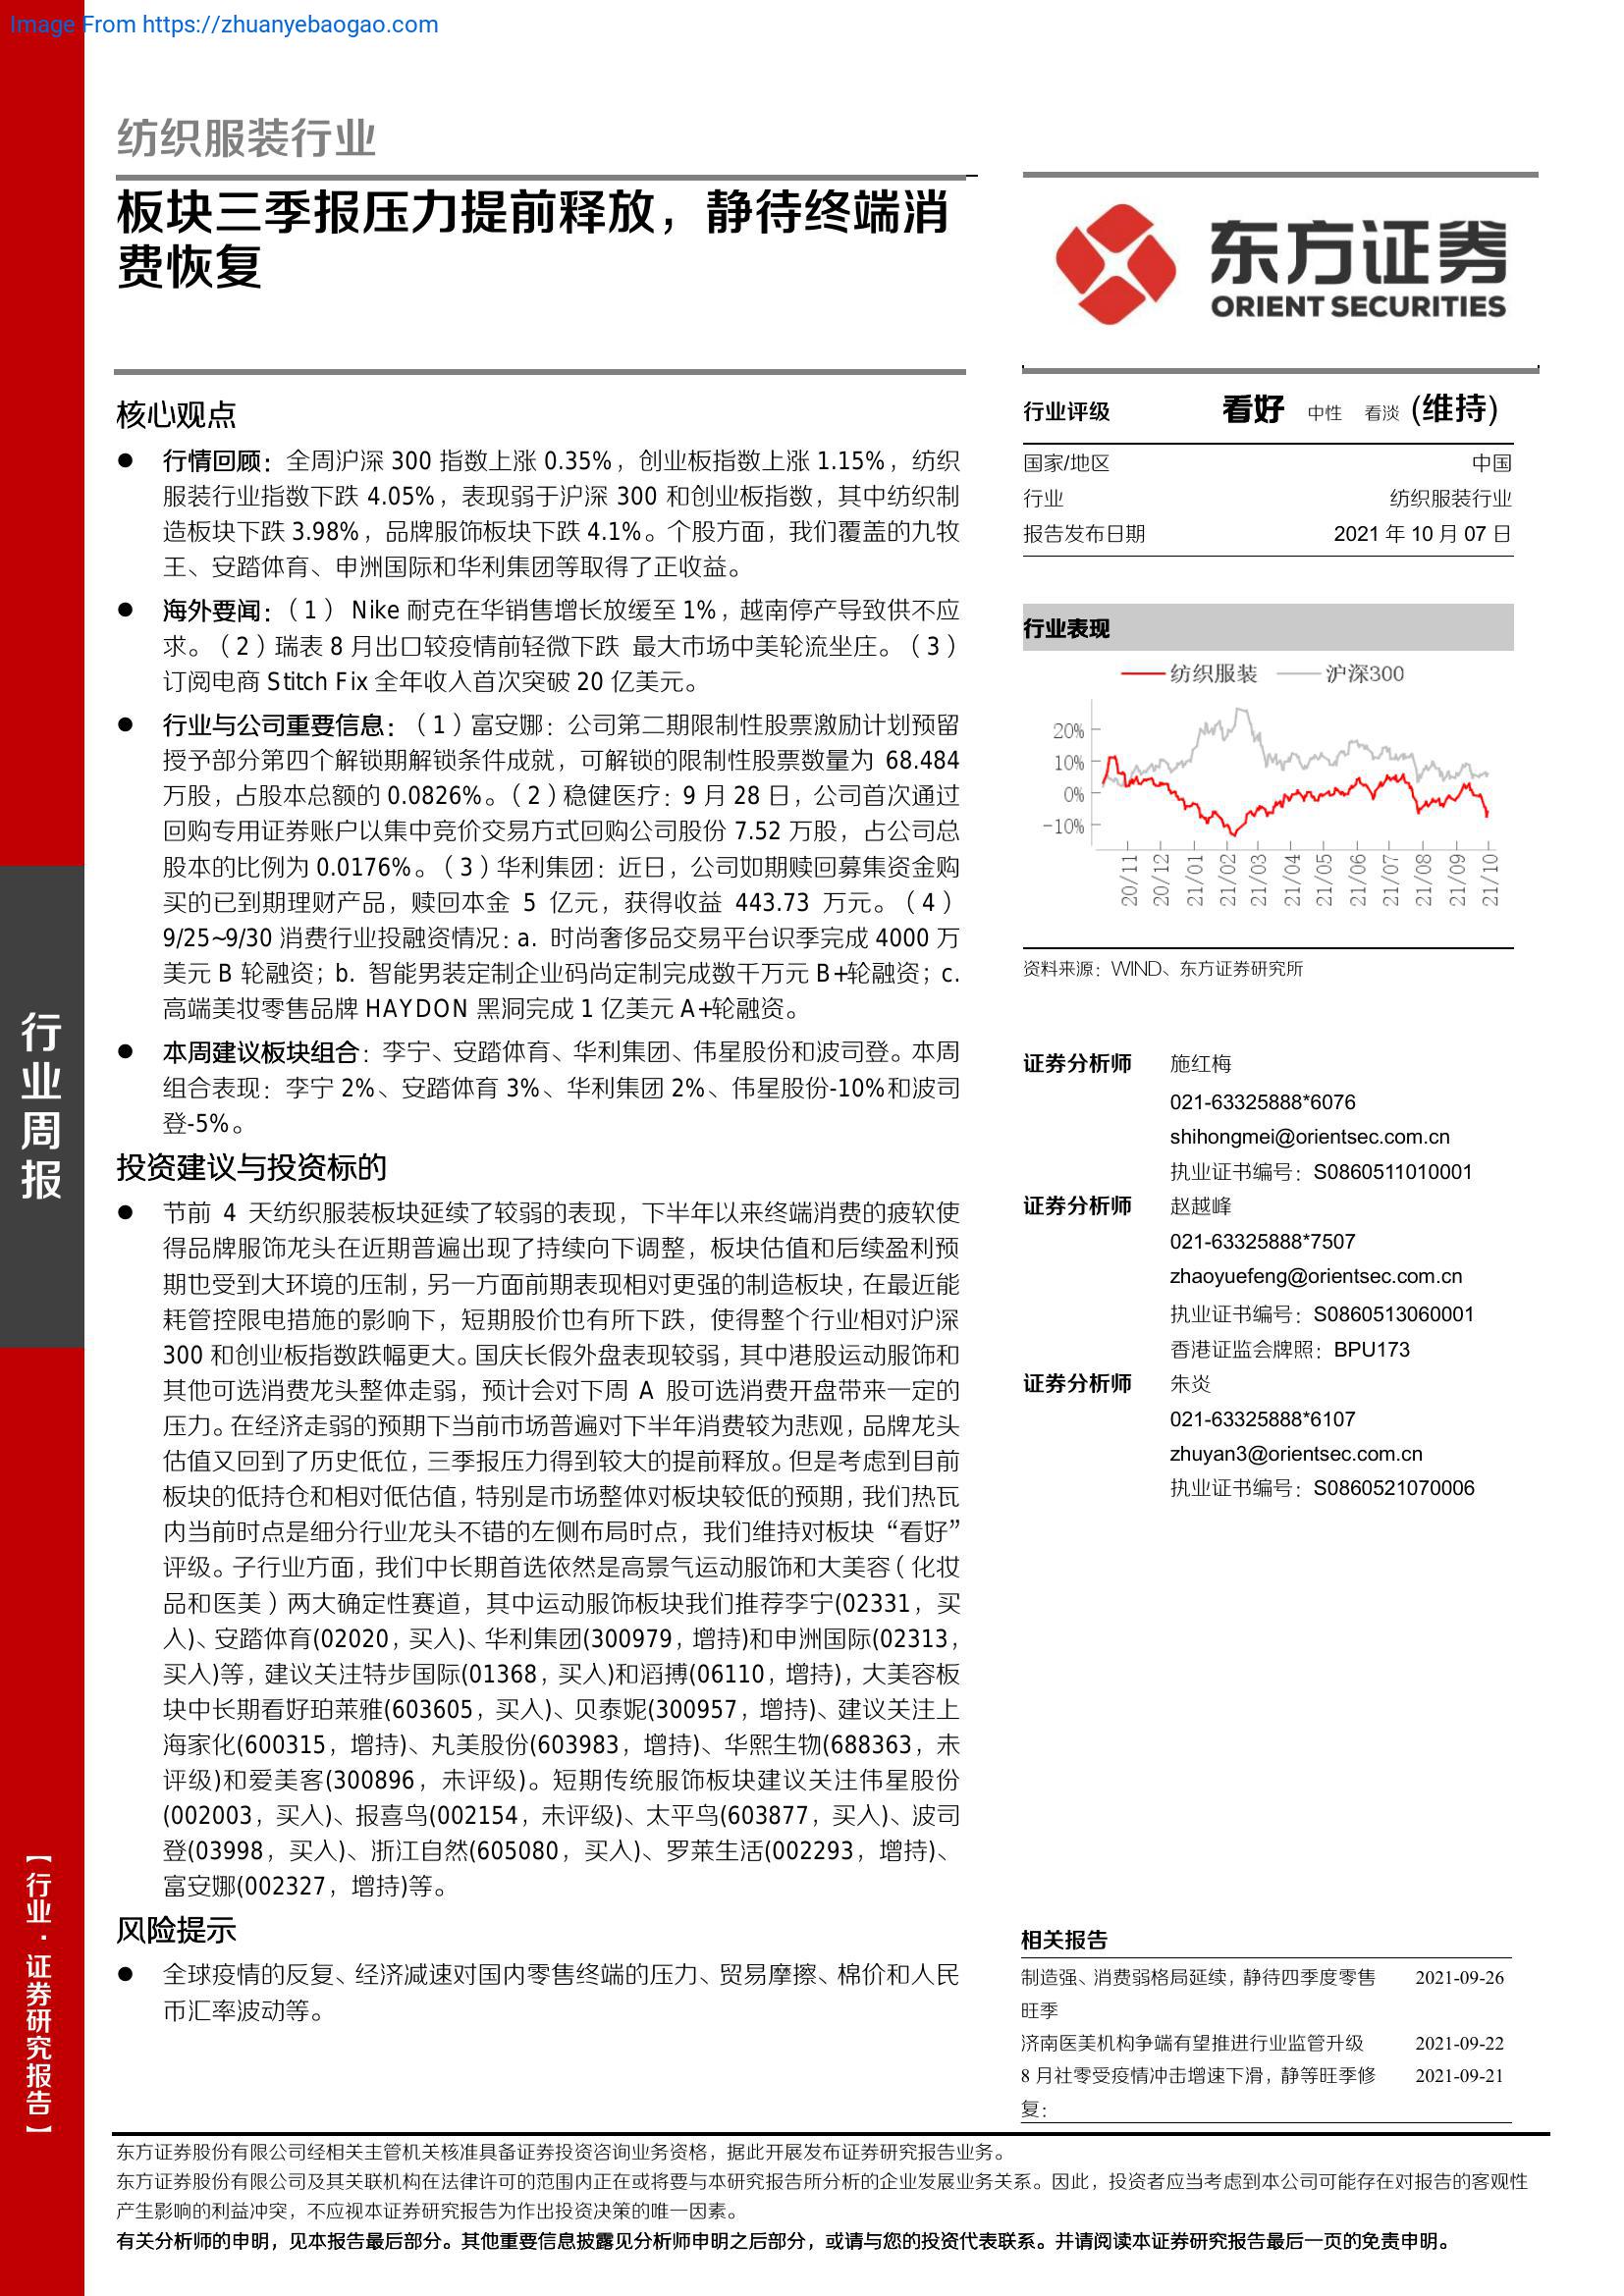 Image From https://zhuanyebaogao.com
纺织服装行业
板块三季报压力提前释放，静待终端消
费恢复
东方证券
ORIENT SECURITIES
核心观点
● 行情回顾：全周沪深 300 指数上涨 0.35%，创业板指数上涨 1.15%，纺织
服装行业指数下跌 4.05%，表现弱于沪深 300 和创业板指数，其中纺织制
造板块下跌 3.98%，品牌服饰板块下跌 4.1%。个股方面，我们覆盖的九牧
王、安踏体育、申洲国际和华利集团等取得了正收益。
● 海外要闻：（1） Nike 耐克在华销售增长放缓至 1%，越南停产导致供不应
求。（2）瑞表 8 月出口较疫情前轻微下跌 最大市场中美轮流坐庄。（3）
订阅电商 Stitch Fix 全年收入首次突破 20 亿美元。
● 行业与公司重要信息：（1）富安娜：公司第二期限制性股票激励计划预留
授予部分第四个解锁期解锁条件成就，可解锁的限制性股票数量为 68.484
万股，占股本总额的 0.0826%。（2）稳健医疗：9 月 28 日，公司首次通过
回购专用证券账户以集中竞价交易方式回购公司股份 7.52 万股，占公司总
股本的比例为 0.0176%。（3）华利集团：近日，公司如期赎回募集资金购
买的已到期理财产品，赎回本金 5 亿元，获得收益 443.73 万元。（4）
9/25~9/30 消费行业投融资情况：a. 时尚奢侈品交易平台识季完成 4000 万
美元 B 轮融资；b. 智能男装定制企业码尚定制完成数千万元 B+轮融资；c.
高端美妆零售品牌 HAYDON 黑洞完成 1 亿美元 A+轮融资。
● 本周建议板块组合：李宁、安踏体育、华利集团、伟星股份和波司登。本周
组合表现：李宁 2%、安踏体育 3%、华利集团 2%、伟星股份-10%和波司
登-5%。
投资建议与投资标的
● 节前 4 天纺织服装板块延续了较弱的表现，下半年以来终端消费的疲软使
得品牌服饰龙头在近期普遍出现了持续向下调整，板块估值和后续盈利预
期也受到大环境的压制，另一方面前期表现相对更强的制造板块，在最近能
耗管控限电措施的影响下，短期股价也有所下跌，使得整个行业相对沪深
300 和创业板指数跌幅更大。国庆长假外盘表现较弱，其中港股运动服饰和
其他可选消费龙头整体走弱，预计会对下周 A 股可选消费开盘带来一定的
压力。在经济走弱的预期下当前市场普遍对下半年消费较为悲观，品牌龙头
估值又回到了历史低位，三季报压力得到较大的提前释放。但是考虑到目前
板块的低持仓和相对低估值，特别是市场整体对板块较低的预期，我们热瓦
内当前时点是细分行业龙头不错的左侧布局时点，我们维持对板块“看好”
评级。子行业方面，我们中长期首选依然是高景气运动服饰和大美容（化妆
品和医美）两大确定性赛道，其中运动服饰板块我们推荐李宁(02331，买
入)、安踏体育(02020，买入)、华利集团(300979，增持)和申洲国际(02313，
买入)等，建议关注特步国际(01368，买入)和滔搏(06110，增持)，大美容板
块中长期看好珀莱雅(603605，买入)、贝泰妮(300957，增持)、建议关注上
海家化(600315，增持)、丸美股份(603983，增持)、华熙生物(688363，未
评级)和爱美客(300896，未评级)。短期传统服饰板块建议关注伟星股份
(002003，买入)、报喜鸟(002154，未评级)、太平鸟(603877，买入)、波司
登(03998，买入)、浙江自然(605080，买入)、罗莱生活(002293，增持)、
富安娜(002327，增持)等。
风险提示
● 全球疫情的反复、经济减速对国内零售终端的压力、贸易摩擦、棉价和人民
币汇率波动等。
行业评级 看好 中性 看淡 (维持)
国家/地区 中国
行业 纺织服装行业
报告发布日期 2021 年 10 月 07 日
行业表现
纺织服装 沪深300
20%
10%
0%
-10%
20/11 20/12 21/01 21/02 21/03 21/04 21/05 21/06 21/07 21/08 21/09 21/10
资料来源：WIND、东方证券研究所
证券分析师 施红梅
021-63325888*6076
shihongmei@orientsec.com.cn
执业证书编号：S0860511010001
证券分析师 赵越峰
021-63325888*7507
zhaoyuefeng@orientsec.com.cn
执业证书编号：S0860513060001
香港证监会牌照：BPU173
证券分析师 朱炎
021-63325888*6107
zhuyan3@orientsec.com.cn
执业证书编号：S0860521070006
相关报告
制造强、消费弱格局延续，静待四季度零售 2021-09-26
旺季
济南医美机构争端有望推进行业监管升级 2021-09-22
8 月社零受疫情冲击增速下滑，静等旺季修 2021-09-21
复：
行业周报
【行业·证券研究报告】
东方证券股份有限公司经相关主管机关核准具备证券投资咨询业务资格，据此开展发布证券研究报告业务。
东方证券股份有限公司及其关联机构在法律许可的范围内正在或将要与本研究报告所分析的企业发展业务关系。因此，投资者应当考虑到本公司可能存在对报告的客观性
产生影响的利益冲突，不应视本证券研究报告为作出投资决策的唯一因素。
有关分析师的申明，见本报告最后部分。其他重要信息披露见分析师申明之后部分，或请与您的投资代表联系。并请阅读本证券研究报告最后一页的免责申明。